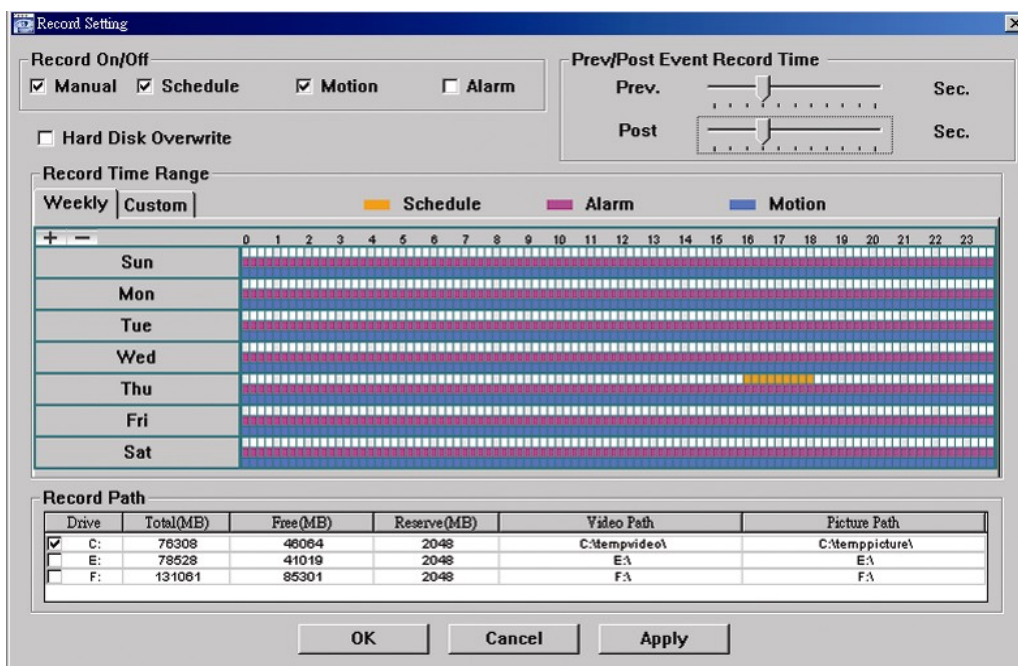 Record Setting
Record On/Off
Manual Schedule Motion Alarm
Prev/Post Event Record Time
Prev. Sec.
Post Sec.
Hard Disk Overwrite
Record Time Range
Weekly Custom
Schedule Alarm Motion
+ − 0 1 2 3 4 5 6 7 8 9 10 11 12 13 14 15 16 17 18 19 20 21 22 23
Sun
Mon
Tue
Wed
Thu
Fri
Sat
Record Path
Drive Total(MB) Free(MB) Reserve(MB) Video Path Picture Path
C: 76308 46064 2048 C:\tempvideo\ C:\temppicture\
E: 78528 41019 2048 E:\ E:\
F: 131061 85301 2048 F:\ F:\
OK Cancel Apply